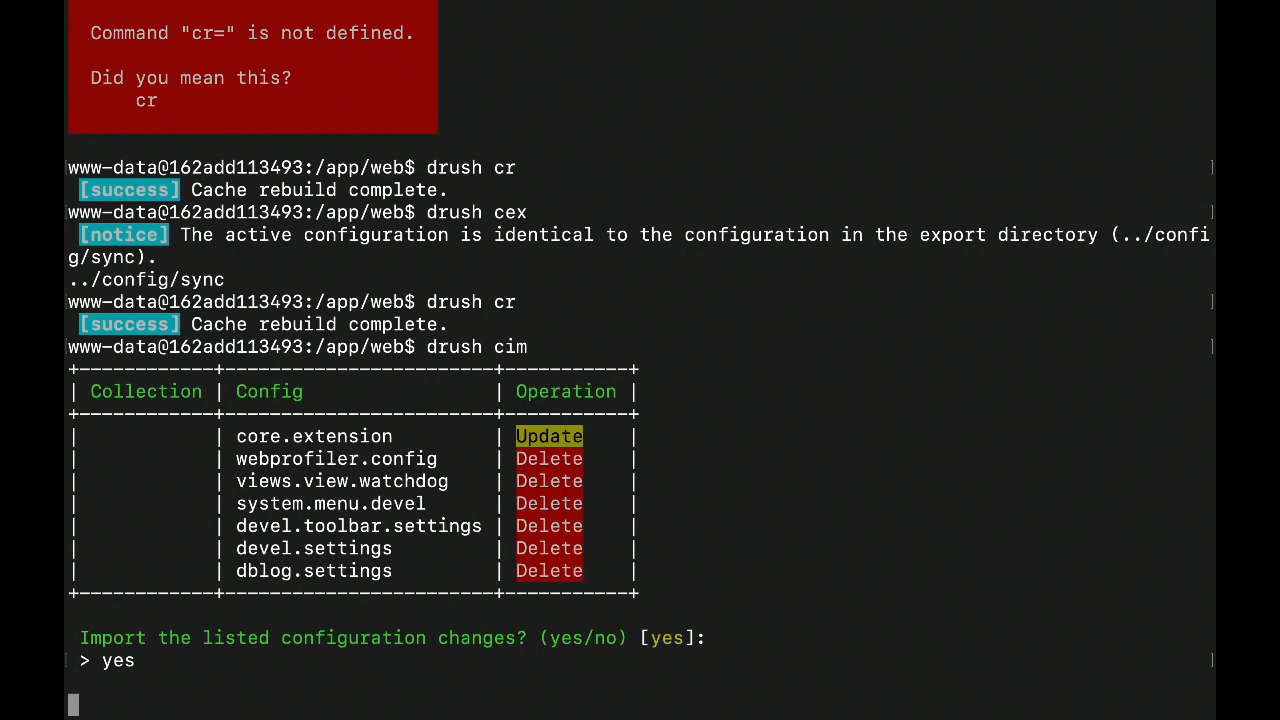 Command "cr=" is not defined.
Did you mean this?
cr
www-data@162add113493:/app/web$ drush cr
[success] Cache rebuild complete.
www-data@162add113493:/app/web$ drush cex
[notice] The active configuration is identical to the configuration in the export directory (../confi
g/sync).
../config/sync
www-data@162add113493:/app/web$ drush cr
[success] Cache rebuild complete.
www-data@162add113493:/app/web$ drush cim
+------------+------------------------+-----------+
| Collection | Config                 | Operation |
+------------+------------------------+-----------+
|            | core.extension         | Update    |
|            | webprofiler.config     | Delete    |
|            | views.view.watchdog    | Delete    |
|            | system.menu.devel      | Delete    |
|            | devel.toolbar.settings | Delete    |
|            | devel.settings         | Delete    |
|            | dblog.settings         | Delete    |
+------------+------------------------+-----------+
Import the listed configuration changes? (yes/no) [yes]:
> yes